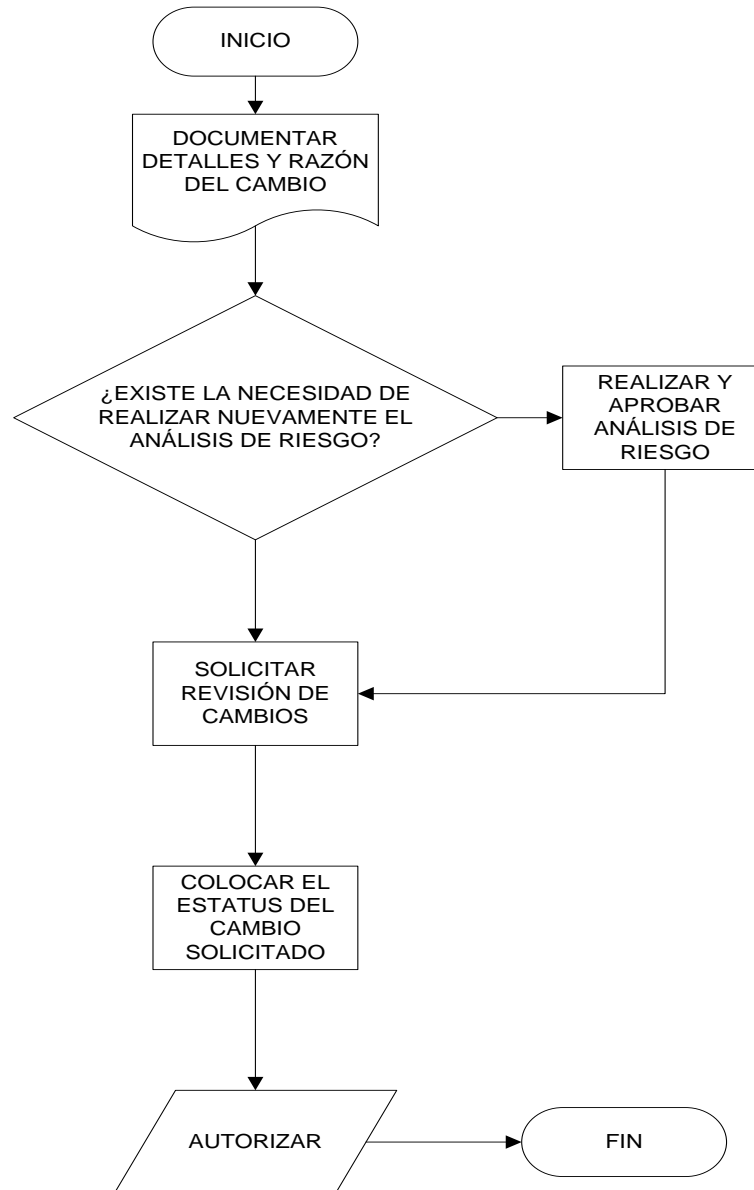 INICIO
DOCUMENTAR
DETALLES Y RAZÓN
DEL CAMBIO
¿EXISTE LA NECESIDAD DE
REALIZAR NUEVAMENTE EL
ANÁLISIS DE RIESGO?
REALIZAR Y
APROBAR
ANÁLISIS DE
RIESGO
SOLICITAR
REVISIÓN DE
CAMBIOS
COLOCAR EL
ESTATUS DEL
CAMBIO
SOLICITADO
AUTORIZAR
FIN